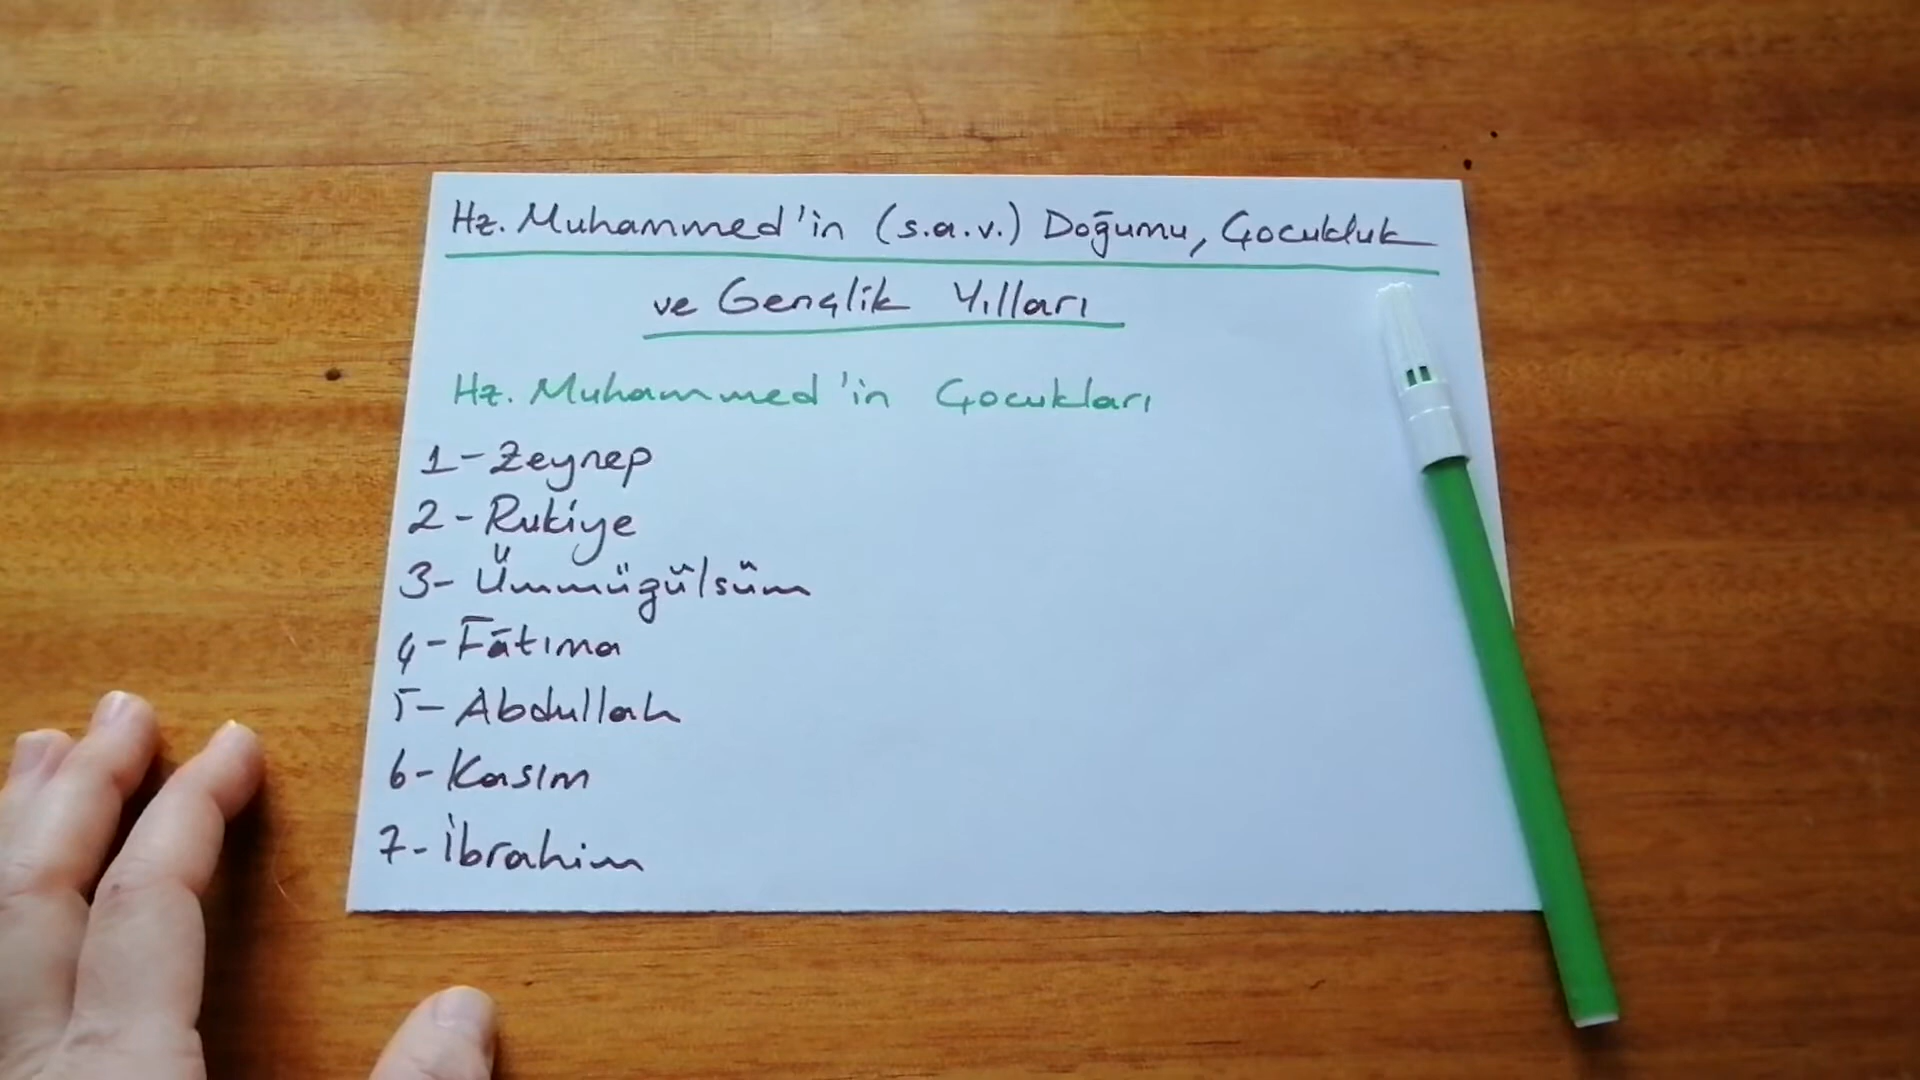 Hz. Muhammed'in (s.a.v.) Doğumu, Çocukluk
ve Gençlik Yılları
Hz. Muhammed'in Çocukları
1- Zeynep
2- Rukiye
3- Ümmügülsüm
4- Fātıma
5- Abdullah
6- Kasım
7- İbrahim